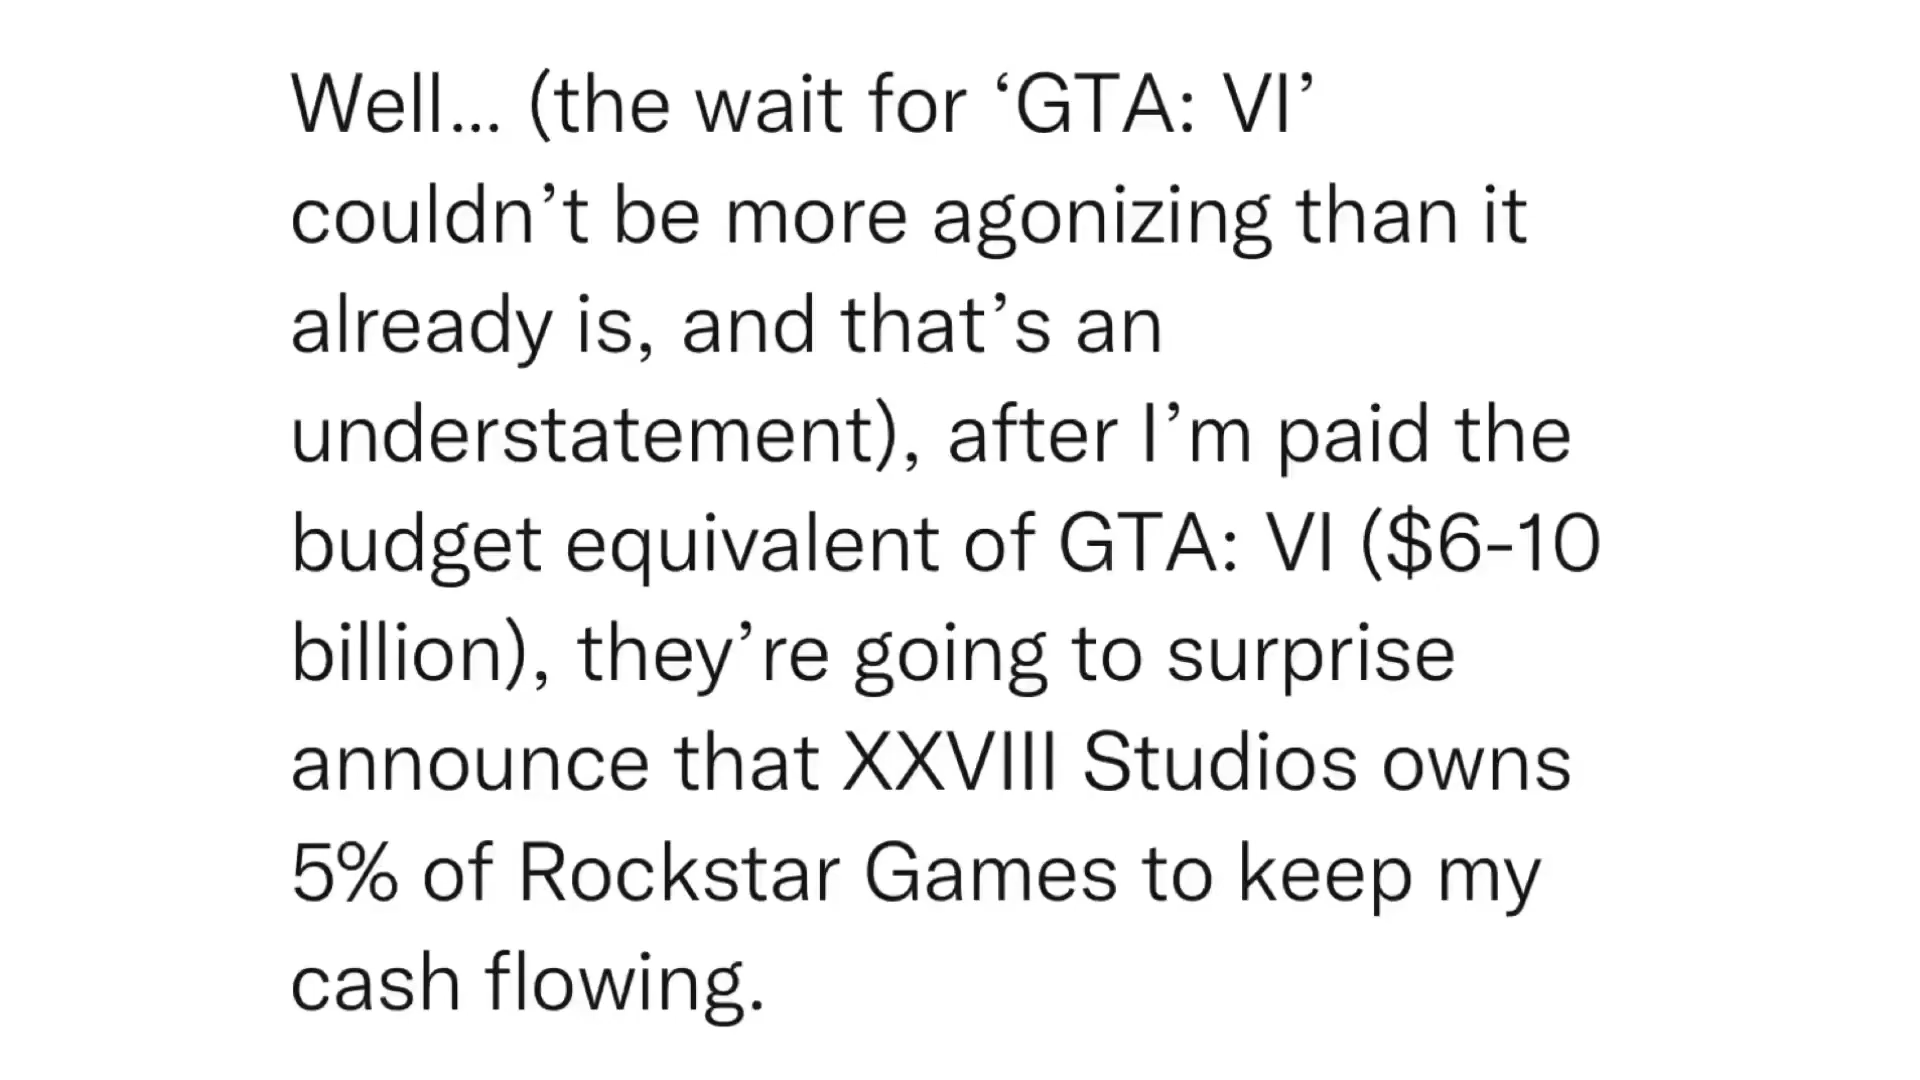 Well... (the wait for ‘GTA: VI’
couldn’t be more agonizing than it
already is, and that’s an
understatement), after I’m paid the
budget equivalent of GTA: VI ($6-10
billion), they’re going to surprise
announce that XXVIII Studios owns
5% of Rockstar Games to keep my
cash flowing.